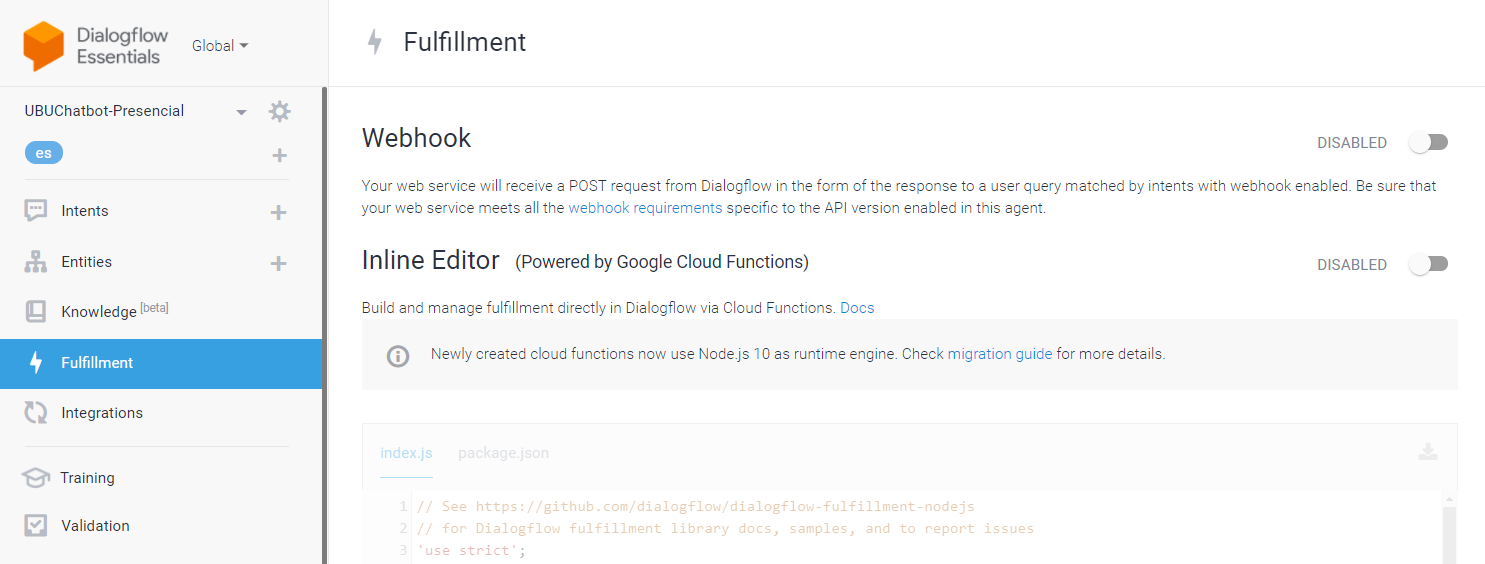 Dialogflow
Essentials
Global
Fulfillment
UBUChatbot-Presencial
es
Intents
Entities
Knowledge [beta]
Fulfillment
Integrations
Training
Validation
Webhook
DISABLED
Your web service will receive a POST request from Dialogflow in the form of the response to a user query matched by intents with webhook enabled. Be sure that
your web service meets all the webhook requirements specific to the API version enabled in this agent.
Inline Editor (Powered by Google Cloud Functions)
DISABLED
Build and manage fulfillment directly in Dialogflow via Cloud Functions. Docs
Newly created cloud functions now use Node.js 10 as runtime engine. Check migration guide for more details.
index.js package.json
1 // See https://github.com/dialogflow/dialogflow-fulfillment-nodejs
2 // for Dialogflow fulfillment library docs, samples, and to report issues
3 'use strict';